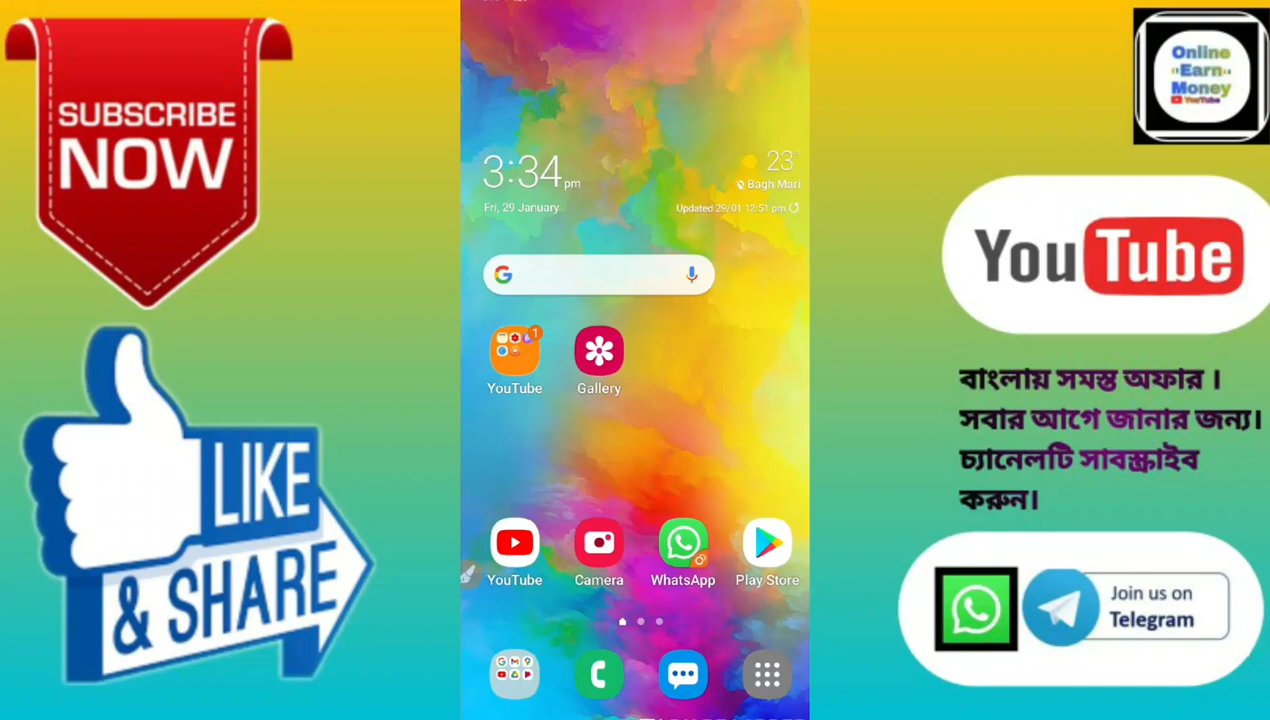 SUBSCRIBE
NOW
LIKE
& SHARE
3:34 pm
Fri, 29 January
23°
Bagh Mari
Updated 29/01 12:51 pm
YouTube
1
Gallery
YouTube
Camera
WhatsApp
Play Store
Online
Earn
Money
YouTube
YouTube
বাংলায় সমস্ত অফার ।
সবার আগে জানার জন্য।
চ্যানেলটি সাবস্ক্রাইব
করুন।
Join us on
Telegram